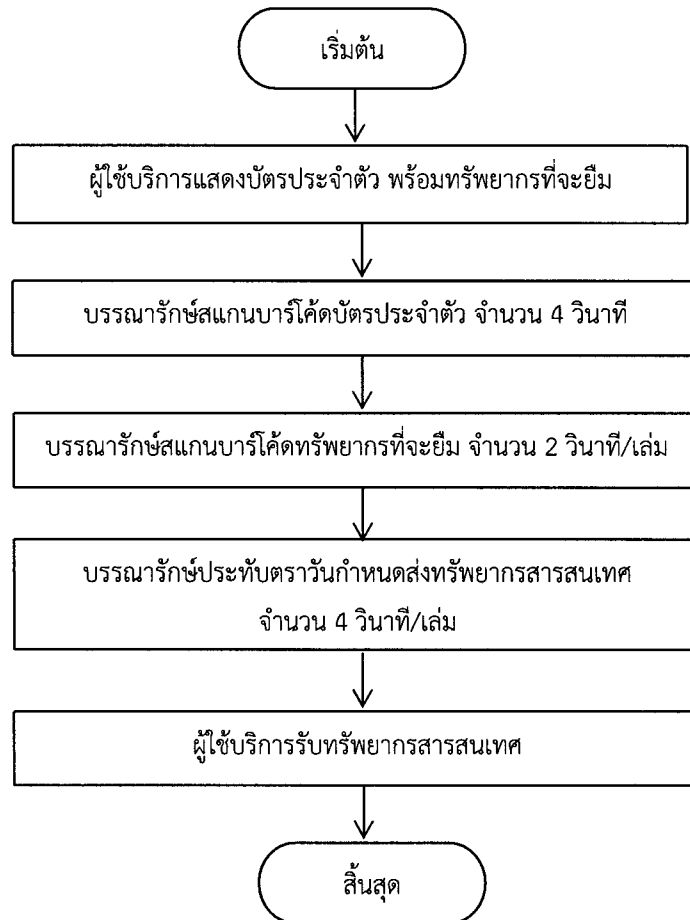 เริ่มต้น
ผู้ใช้บริการแสดงบัตรประจำตัว พร้อมทรัพยากรที่จะยืม
บรรณารักษ์สแกนบาร์โค้ดบัตรประจำตัว จำนวน 4 วินาที
บรรณารักษ์สแกนบาร์โค้ดทรัพยากรที่จะยืม จำนวน 2 วินาที/เล่ม
บรรณารักษ์ประทับตราวันกำหนดส่งทรัพยากรสารสนเทศ
จำนวน 4 วินาที/เล่ม
ผู้ใช้บริการรับทรัพยากรสารสนเทศ
สิ้นสุด